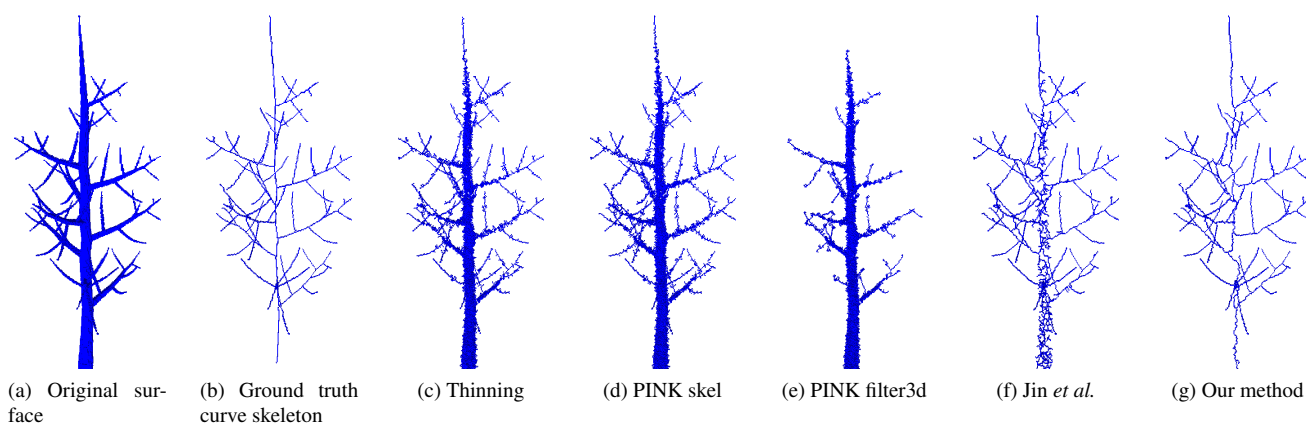 (a) Original sur-
face
(b) Ground truth
curve skeleton
(c) Thinning
(d) PINK skel
(e) PINK filter3d
(f) Jin et al.
(g) Our method